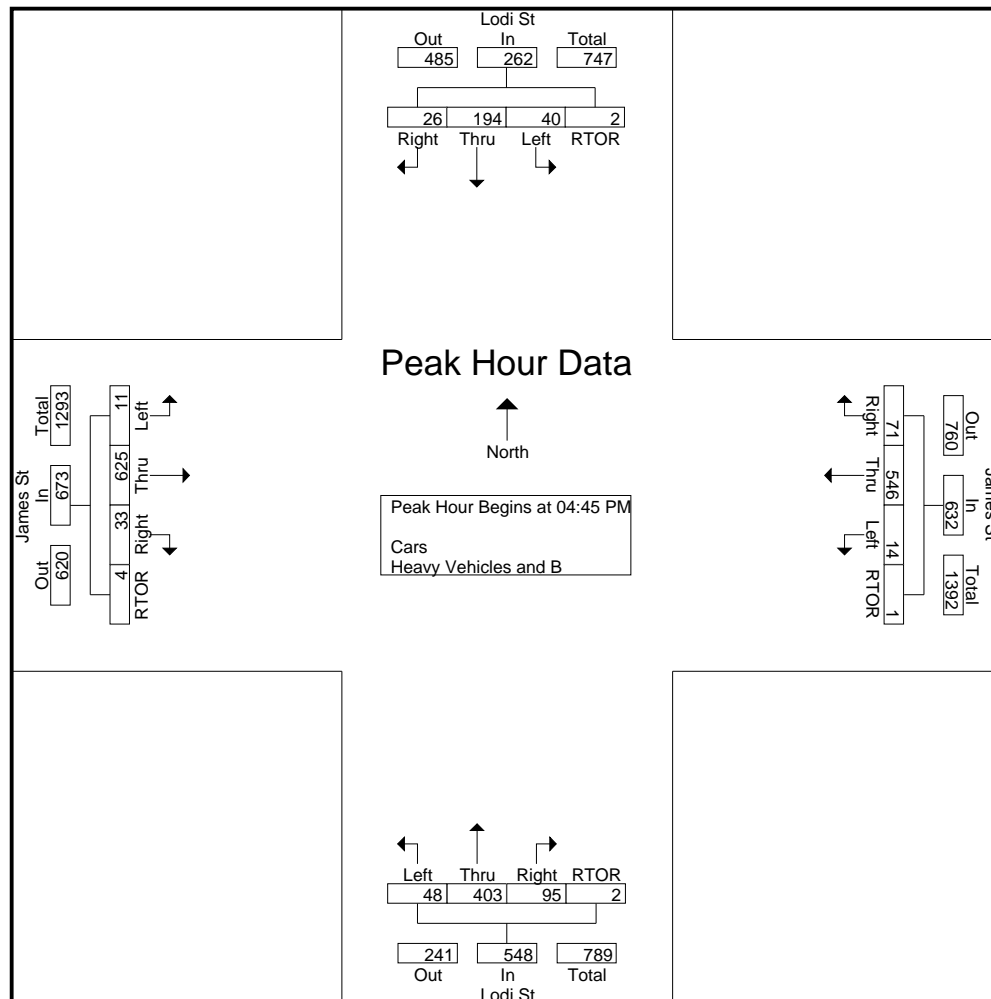 Lodi St
Out In Total
485 262 747
26 194 40 2
Right Thru Left RTOR
Peak Hour Data
North
Peak Hour Begins at 04:45 PM
Cars
Heavy Vehicles and B
James St
Total In Out
1293 673 620
11 625 33 4
Left Thru Right RTOR
James St
Out In Total
760 632 1392
71 546 14 1
Right Thru Left RTOR
Left Thru Right RTOR
48 403 95 2
241 548 789
Out In Total
Lodi St